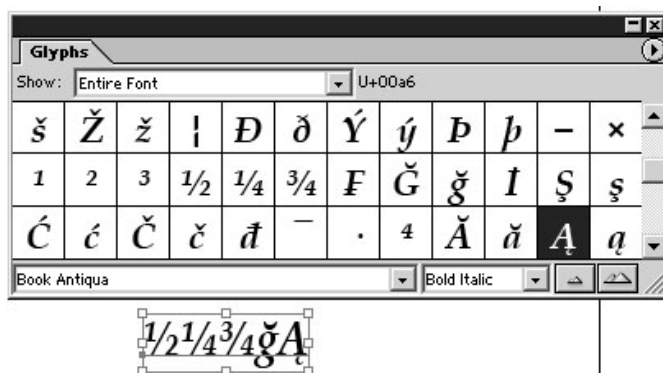 Glyphs
Show: Entire Font U+00a6
š Ž ž ¦ Đ ð Ý ý Þ þ − ×
¹ ² ³ ½ ¼ ¾ ₣ Ğ ğ İ Ş ş
Ć ć Č č đ ¯ · ⁴ Ă ă Ą ą
Book Antiqua Bold Italic
½¼¾ğĄ